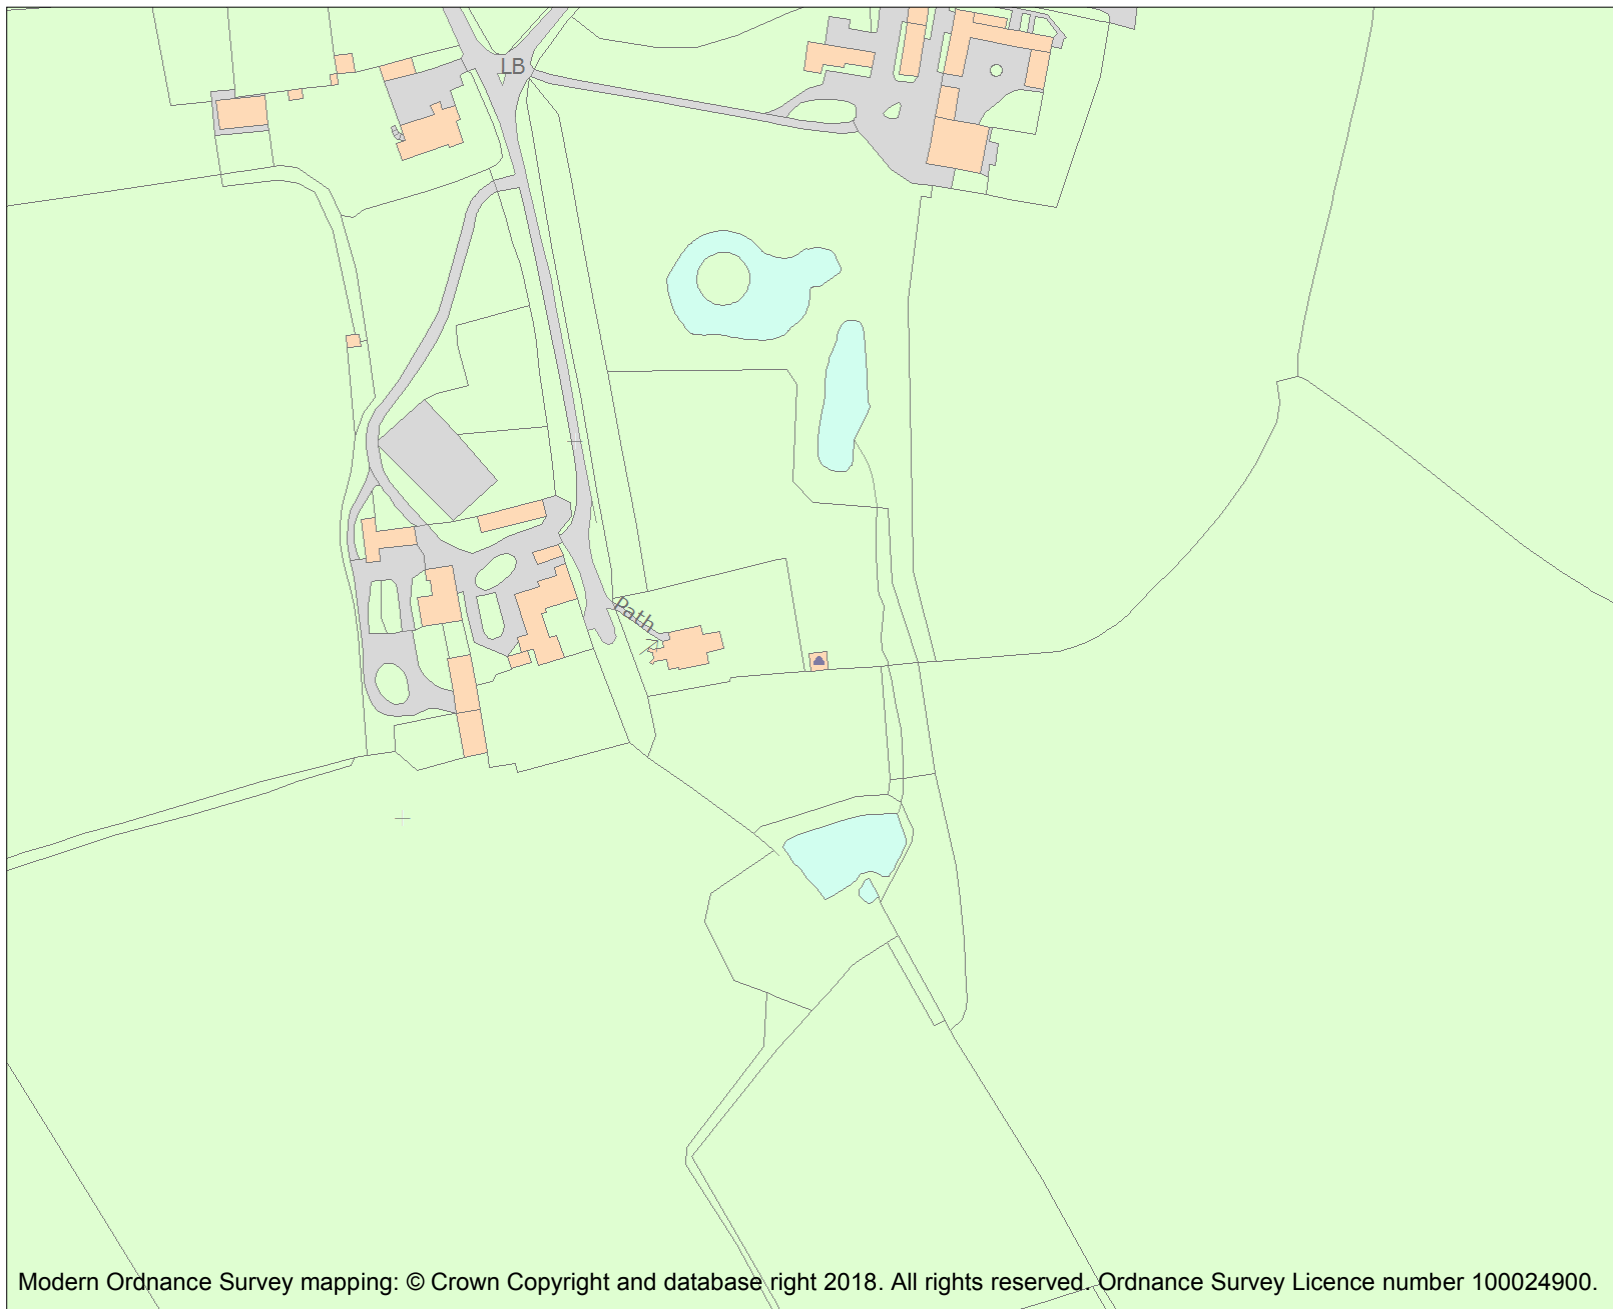 LB
Path
Modern Ordnance Survey mapping: © Crown Copyright and database right 2018. All rights reserved. Ordnance Survey Licence number 100024900.